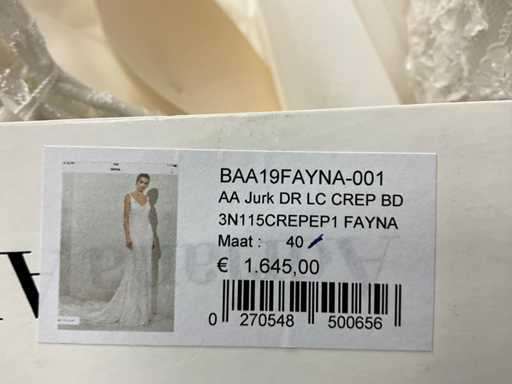 BAA19FAYNA-001
AA Jurk DR LC CREP BD
3N115CREPEP1 FAYNA
Maat : 40
€ 1.645,00
0 270548 500656